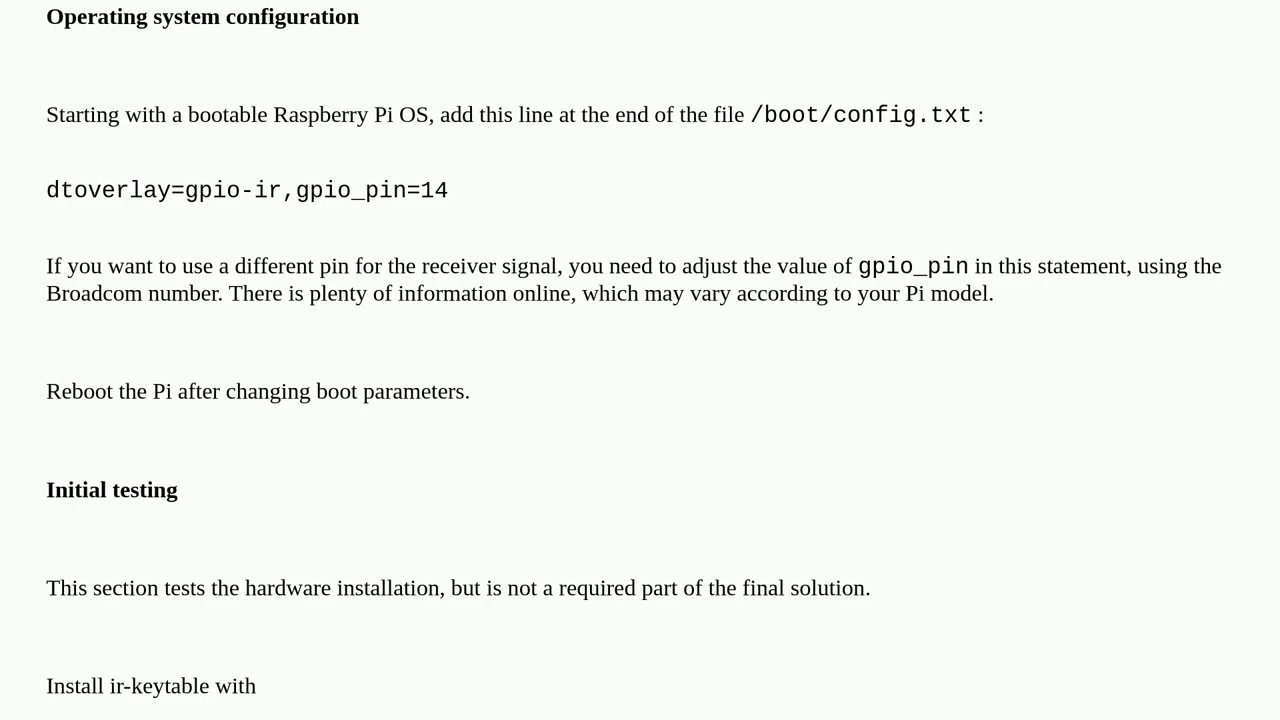 Operating system configuration
Starting with a bootable Raspberry Pi OS, add this line at the end of the file /boot/config.txt :
dtoverlay=gpio-ir,gpio_pin=14
If you want to use a different pin for the receiver signal, you need to adjust the value of gpio_pin in this statement, using the
Broadcom number. There is plenty of information online, which may vary according to your Pi model.
Reboot the Pi after changing boot parameters.
Initial testing
This section tests the hardware installation, but is not a required part of the final solution.
Install ir-keytable with